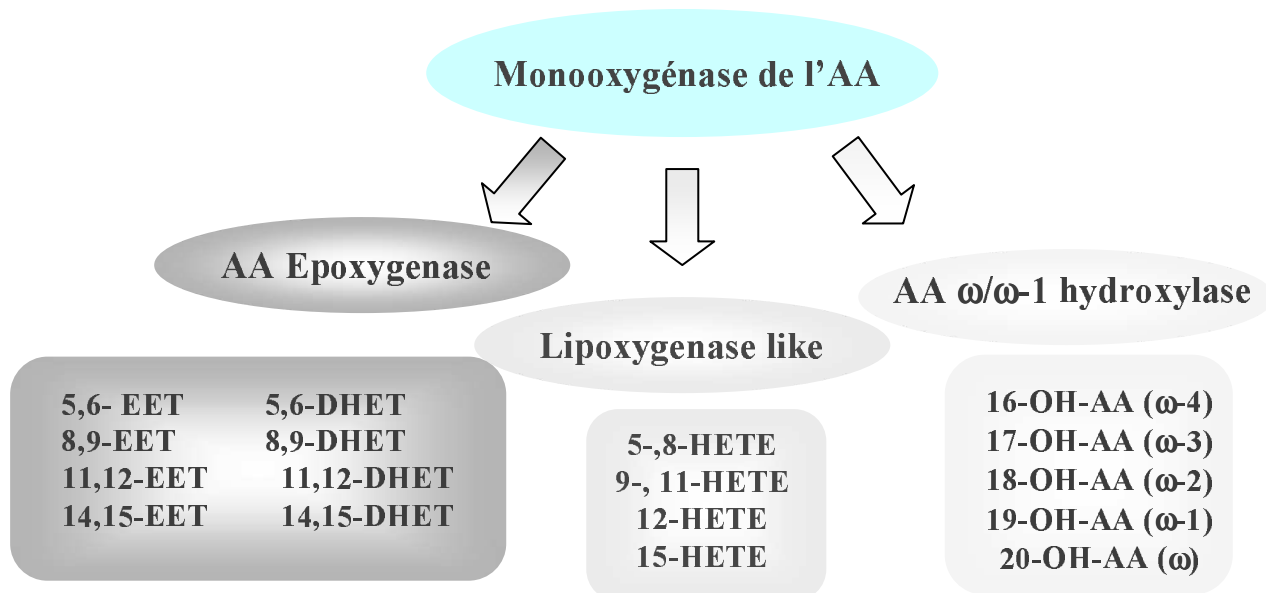 Monooxygénase de l'AA
AA Epoxygenase
5,6- EET 5,6-DHET
8,9-EET 8,9-DHET
11,12-EET 11,12-DHET
14,15-EET 14,15-DHET
Lipoxygenase like
5-,8-HETE
9-, 11-HETE
12-HETE
15-HETE
AA ω/ω-1 hydroxylase
16-OH-AA (ω-4)
17-OH-AA (ω-3)
18-OH-AA (ω-2)
19-OH-AA (ω-1)
20-OH-AA (ω)